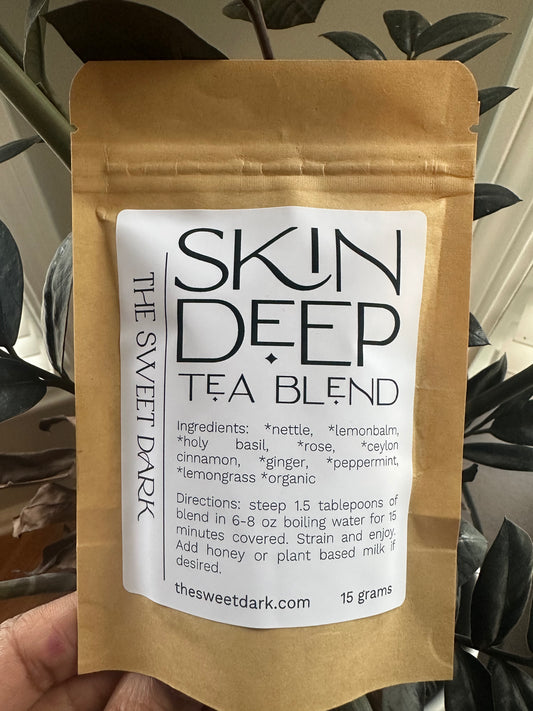 THE SWEET DARK
SKIN
DEEP
TEA BLEND
Ingredients: *nettle, *lemonbalm,
*holy basil, *rose, *ceylon
cinnamon, *ginger, *peppermint,
*lemongrass *organic
Directions: steep 1.5 tablepoons of
blend in 6-8 oz boiling water for 15
minutes covered. Strain and enjoy.
Add honey or plant based milk if
desired.
thesweetdark.com 15 grams